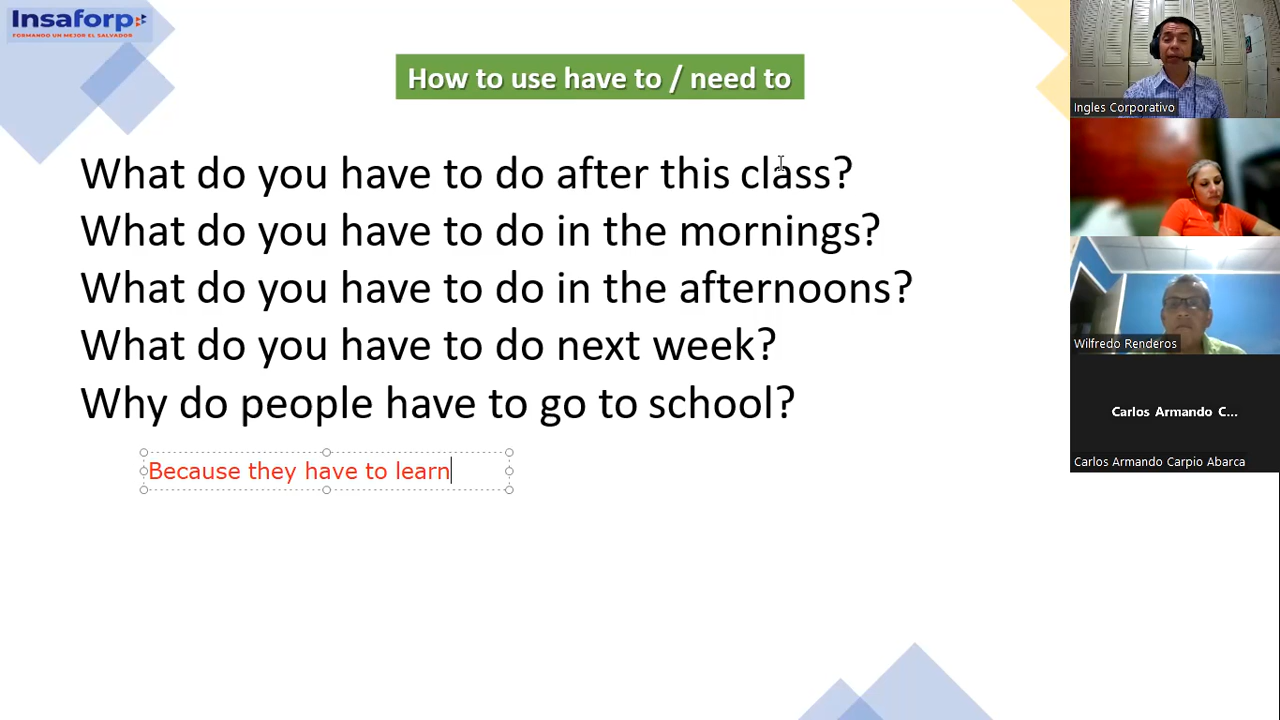 Insaforp
FORMANDO UN MEJOR EL SALVADOR
How to use have to / need to
What do you have to do after this class?
What do you have to do in the mornings?
What do you have to do in the afternoons?
What do you have to do next week?
Why do people have to go to school?
Because they have to learn
Ingles Corporativo
Wilfredo Renderos
Carlos Armando C...
Carlos Armando Carpio Abarca